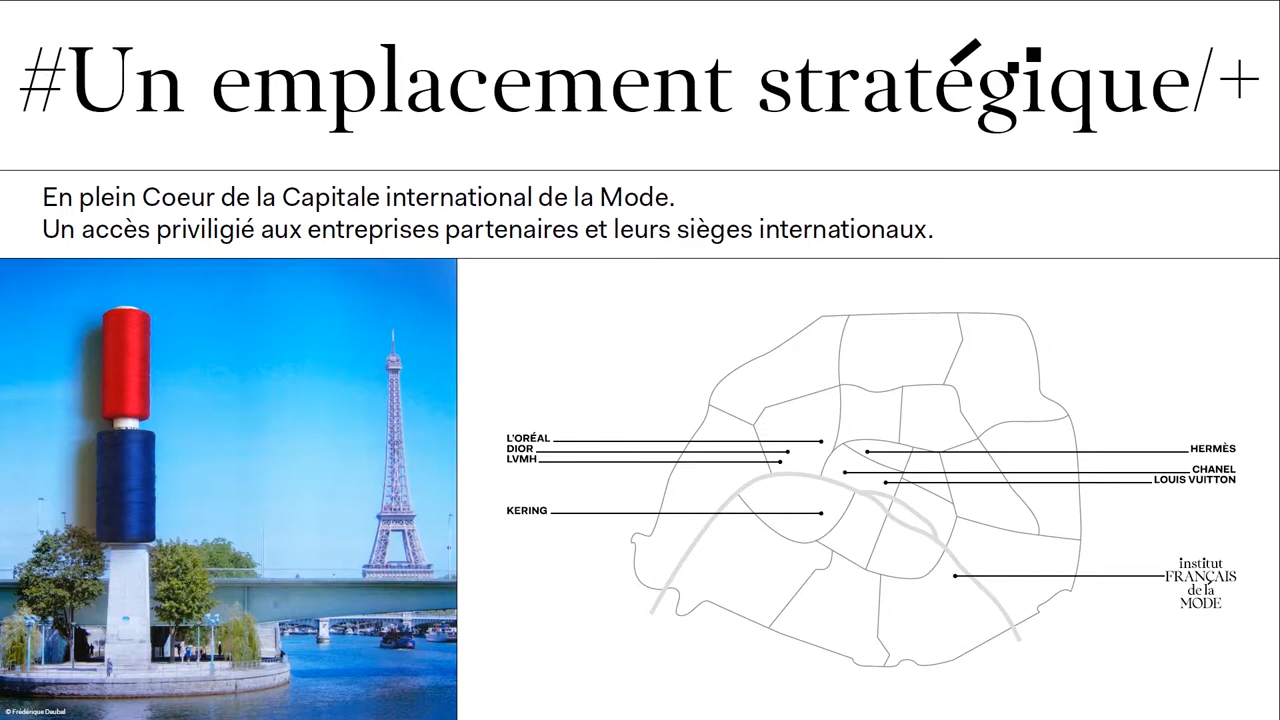 #Un emplacement stratégique/+
En plein Coeur de la Capitale international de la Mode.
Un accès priviligié aux entreprises partenaires et leurs sièges internationaux.
L'ORÉAL
DIOR
LVMH
KERING
HERMÈS
CHANEL
LOUIS VUITTON
institut
FRANÇAIS
de la
MODE
© Frédérique Daubal